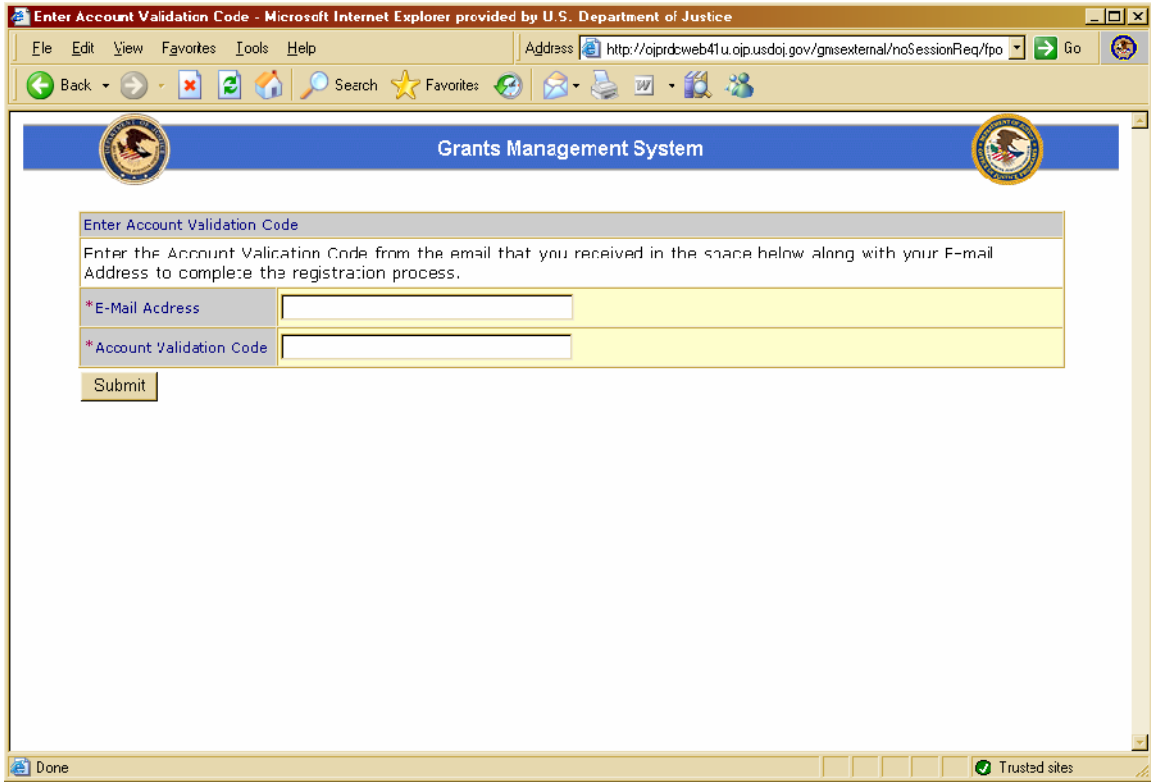 Enter Account Validation Code - Microsoft Internet Explorer provided by U.S. Department of Justice
File Edit View Favorites Tools Help Address http://ojprdcweb41u.ojp.usdoj.gov/gmsexternal/noSessionReq/fpo Go
Back Search Favorites
Grants Management System
Enter Account Validation Code
Enter the Account Validation Code from the email that you received in the space below along with your E-mail
Address to complete the registration process.
*E-Mail Address
*Account Validation Code
Submit
Done Trusted sites